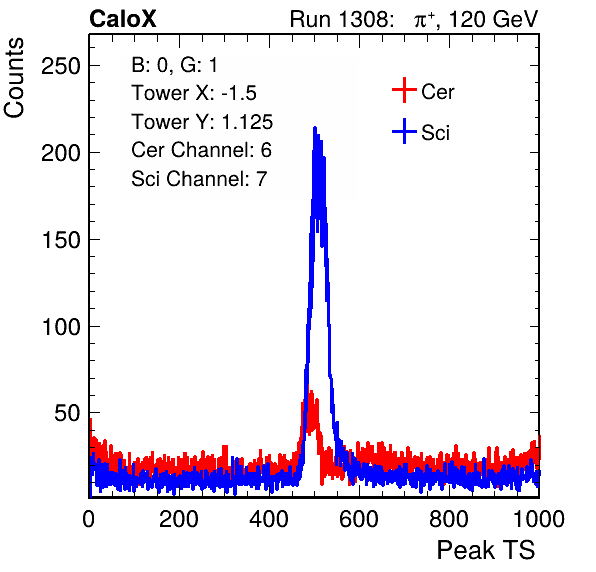 CaloX Run 1308: π⁺, 120 GeV
B: 0, G: 1
Tower X: -1.5
Tower Y: 1.125
Cer Channel: 6
Sci Channel: 7
Cer
Sci
Counts
250
200
150
100
50
0 200 400 600 800 1000
Peak TS